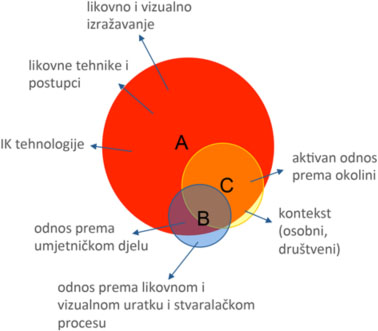 likovno i vizualno
izražavanje
likovne tehnike i
postupci
IK tehnologije
A
C
B
aktivan odnos
prema okolini
kontekst
(osobni,
društveni)
odnos prema
umjetničkom djelu
odnos prema likovnom i
vizualnom uratku i stvaralačkom
procesu